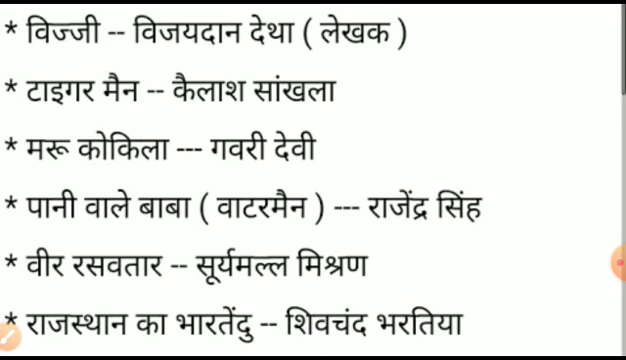 * विज्जी -- विजयदान देथा ( लेखक )
* टाइगर मैन -- कैलाश सांखला
* मरू कोकिला --- गवरी देवी
* पानी वाले बाबा ( वाटरमैन ) --- राजेंद्र सिंह
* वीर रसवतार -- सूर्यमल्ल मिश्रण
* राजस्थान का भारतेंदु -- शिवचंद भरतिया